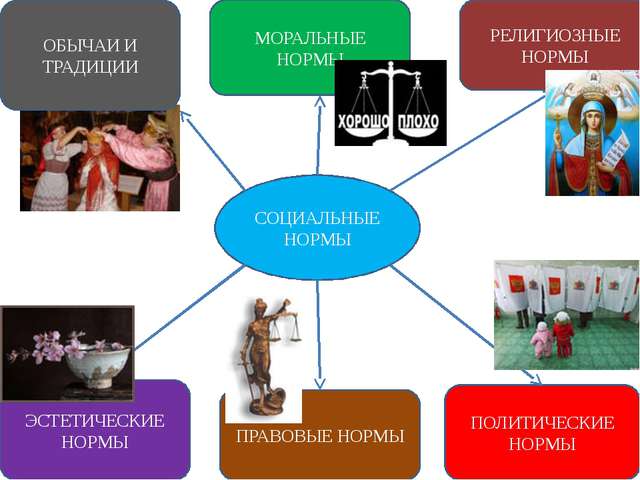 ОБЫЧАИ И
ТРАДИЦИИ
МОРАЛЬНЫЕ
НОРМЫ
РЕЛИГИОЗНЫЕ
НОРМЫ
ХОРОШО ПЛОХО
СОЦИАЛЬНЫЕ
НОРМЫ
ЭСТЕТИЧЕСКИЕ
НОРМЫ
ПРАВОВЫЕ НОРМЫ
ПОЛИТИЧЕСКИЕ
НОРМЫ